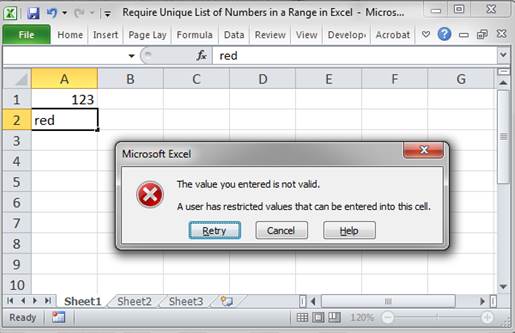 Require Unique List of Numbers in a Range in Excel - Micros...
File Home Insert Page Lay Formula Data Review View Develop Acrobat
fx red
A B C D E F G
1 123
2 red
3
4
5
6
7
8
9
10
Microsoft Excel
The value you entered is not valid.
A user has restricted values that can be entered into this cell.
Retry Cancel Help
Sheet1 Sheet2 Sheet3
Ready 120%